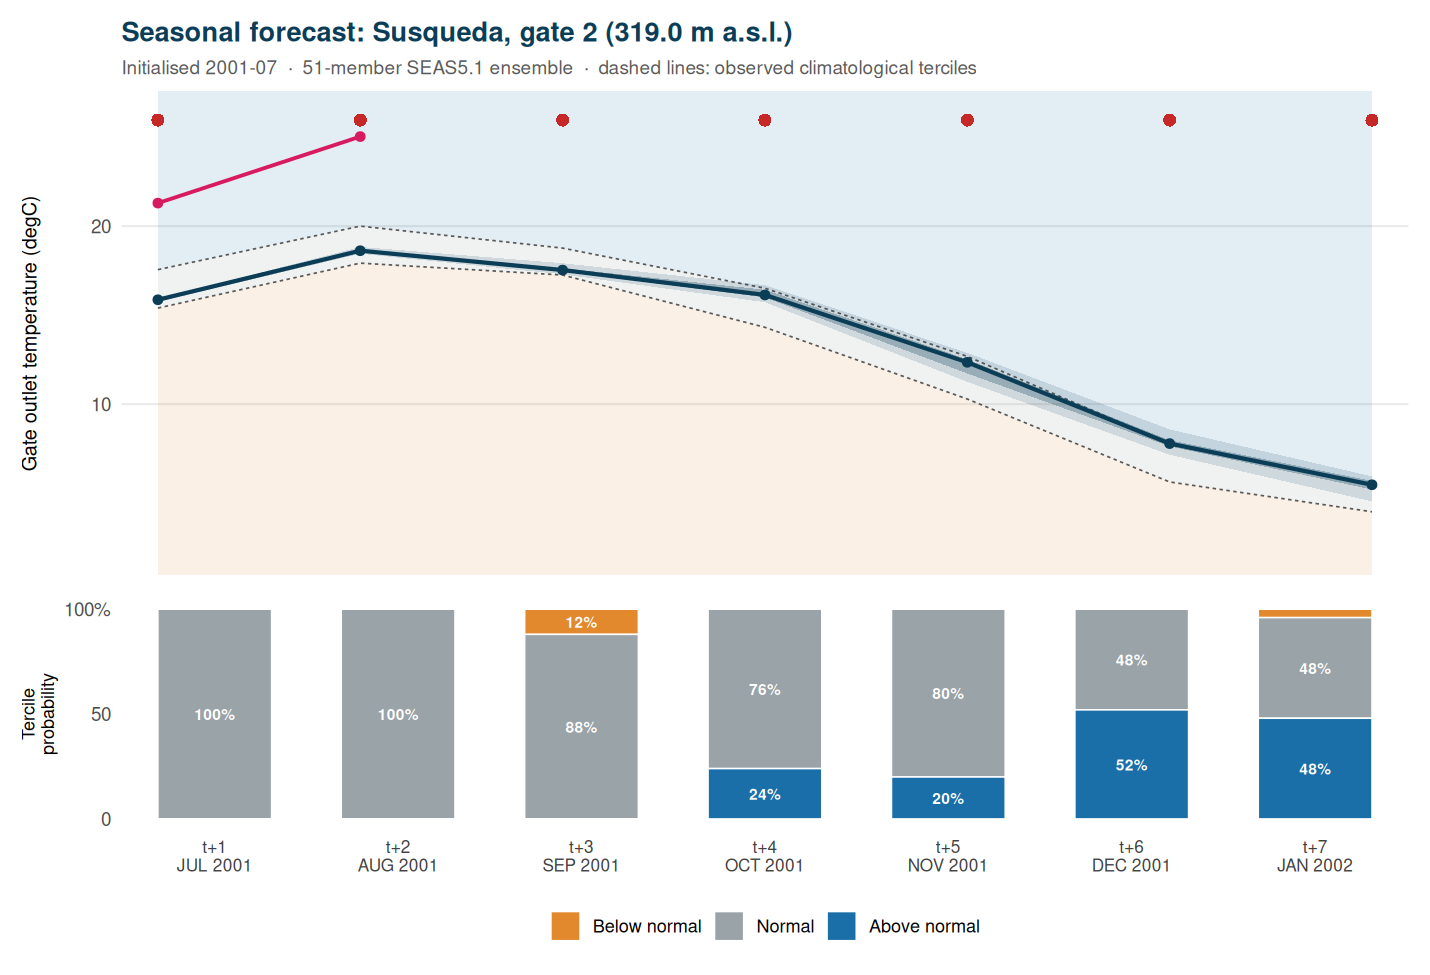 Seasonal forecast: Susqueda, gate 2 (319.0 m a.s.l.)
Initialised 2001-07 · 51-member SEAS5.1 ensemble · dashed lines: observed climatological terciles
Gate outlet temperature (degC)
20
10
Tercile
probability
100%
50
0
100%
100%
12%
88%
76%
24%
80%
20%
48%
52%
48%
48%
t+1
JUL 2001
t+2
AUG 2001
t+3
SEP 2001
t+4
OCT 2001
t+5
NOV 2001
t+6
DEC 2001
t+7
JAN 2002
Below normal
Normal
Above normal